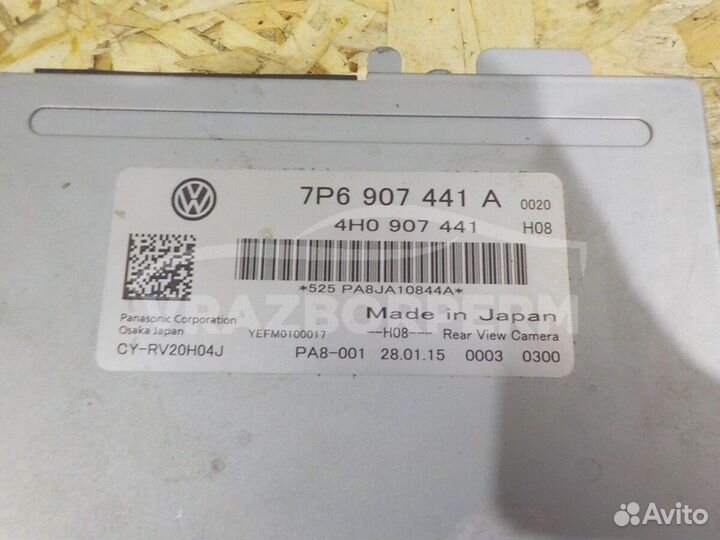 7P6 907 441 A 0020
4H0 907 441 H08
*525 PA8JA10844A*
Panasonic Corporation
Osaka Japan
YEFM0100017
Made in Japan
---H08--- Rear View Camera
CY-RV20H04J PA8-001 28.01.15 0003 0300
VRAZBORPERM
Avito